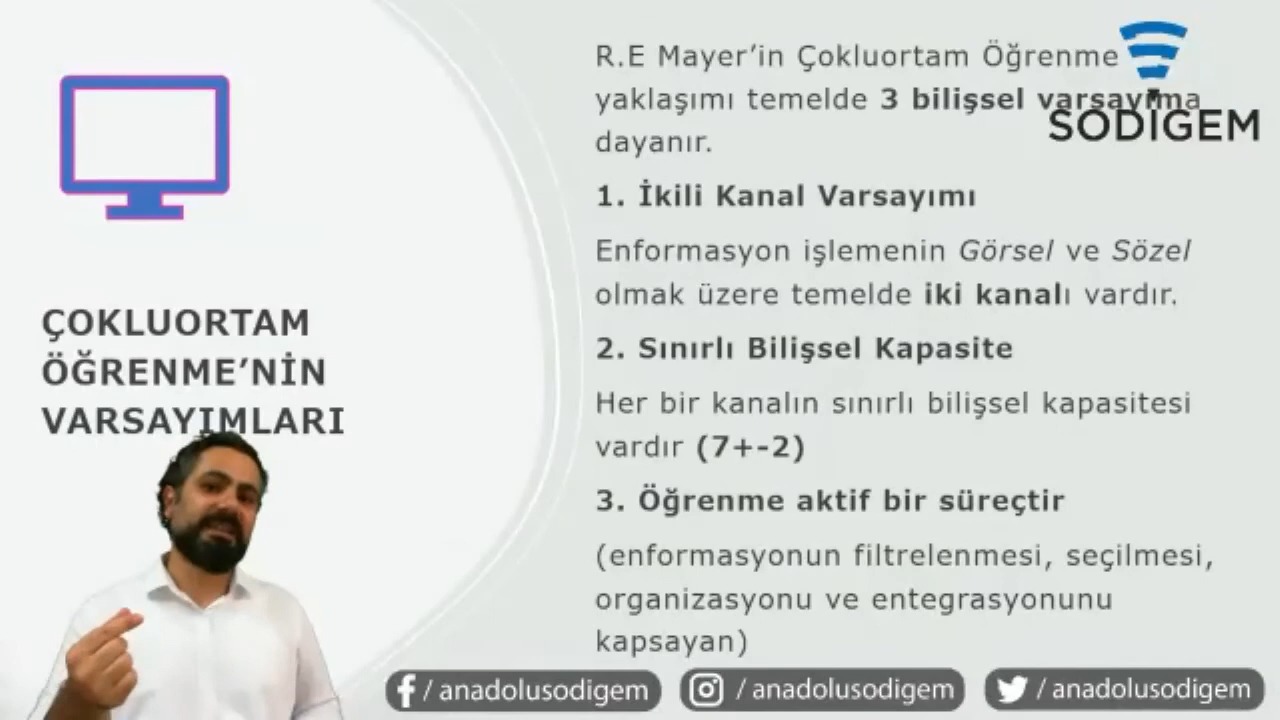 ÇOKLUORTAM
ÖĞRENME’NİN
VARSAYIMLARI
R.E Mayer’in Çokluortam Öğrenme
yaklaşımı temelde 3 bilişsel varsayıma
dayanır.
1. İkili Kanal Varsayımı
Enformasyon işlemenin Görsel ve Sözel
olmak üzere temelde iki kanalı vardır.
2. Sınırlı Bilişsel Kapasite
Her bir kanalın sınırlı bilişsel kapasitesi
vardır (7+-2)
3. Öğrenme aktif bir süreçtir
(enformasyonun filtrelenmesi, seçilmesi,
organizasyonu ve entegrasyonunu
kapsayan)
SODİGEM
/ anadolusodigem
/ anadolusodigem
/ anadolusodigem